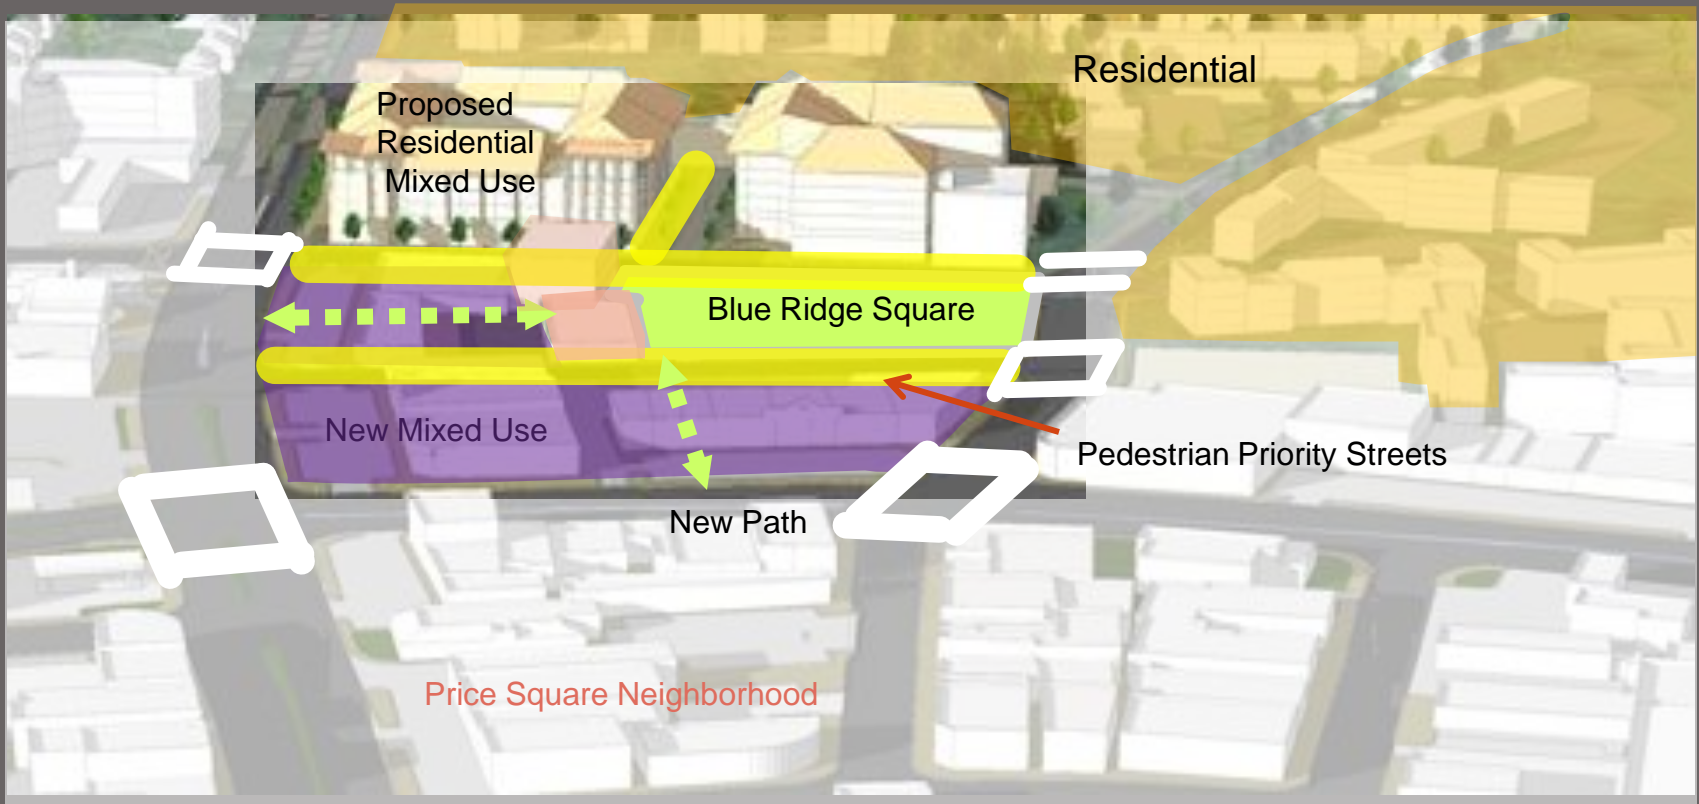 Residential
Proposed
Residential
Mixed Use
Blue Ridge Square
New Mixed Use
Pedestrian Priority Streets
New Path
Price Square Neighborhood